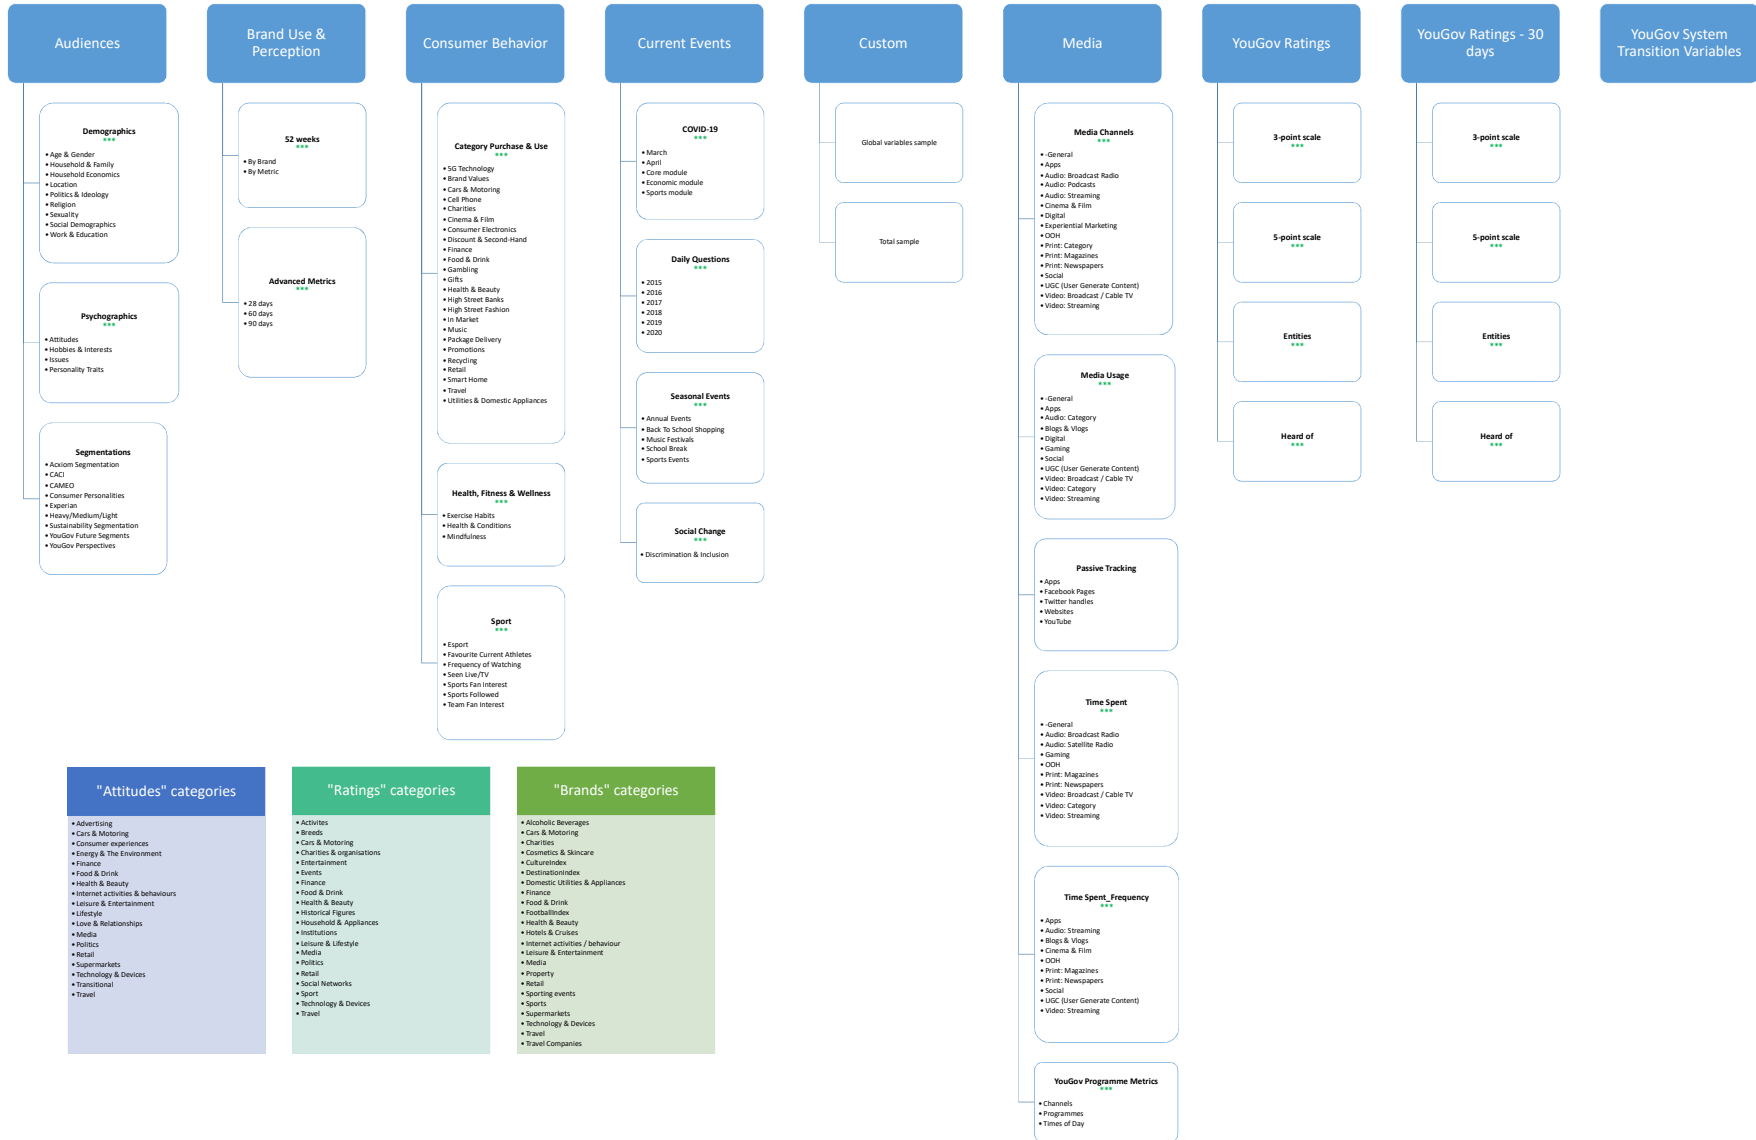 Audiences
Demographics
***
• Age & Gender
• Household & Family
• Household Economics
• Location
• Politics & Ideology
• Religion
• Sexuality
• Social Demographics
• Work & Education
Psychographics
***
• Attitudes
• Hobbies & Interests
• Issues
• Personality Traits
Segmentations
***
• Acxiom Segmentation
• CACI
• CAMEO
• Consumer Personalities
• Experian
• Heavy/Medium/Light
• Sustainability Segmentation
• YouGov Future Segments
• YouGov Perspectives
Brand Use &
Perception
52 weeks
***
• By Brand
• By Metric
Advanced Metrics
***
• 28 days
• 60 days
• 90 days
Consumer Behavior
Category Purchase & Use
***
• 5G Technology
• Brand Values
• Cars & Motoring
• Cell Phone
• Charities
• Cinema & Film
• Consumer Electronics
• Discount & Second-Hand
• Finance
• Food & Drink
• Gambling
• Gifts
• Health & Beauty
• High Street Banks
• High Street Fashion
• In Market
• Music
• Package Delivery
• Promotions
• Recycling
• Retail
• Smart Home
• Travel
• Utilities & Domestic Appliances
Health, Fitness & Wellness
***
• Exercise Habits
• Health & Conditions
• Mindfulness
Sport
***
• Esport
• Favourite Current Athletes
• Frequency of Watching
• Seen Live/TV
• Sports Fan Interest
• Sports Followed
• Team Fan Interest
Current Events
COVID-19
***
• March
• April
• Core module
• Economic module
• Sports module
Daily Questions
***
• 2015
• 2016
• 2017
• 2018
• 2019
• 2020
Seasonal Events
***
• Annual Events
• Back To School Shopping
• Music Festivals
• School Break
• Sports Events
Social Change
***
• Discrimination & Inclusion
Custom
Global variables sample
Total sample
Media
Media Channels
***
• -General
• Apps
• Audio: Broadcast Radio
• Audio: Podcasts
• Audio: Streaming
• Cinema & Film
• Digital
• Experiential Marketing
• OOH
• Print: Category
• Print: Magazines
• Print: Newspapers
• Social
• UGC (User Generate Content)
• Video: Broadcast / Cable TV
• Video: Streaming
Media Usage
***
• -General
• Apps
• Audio: Category
• Blogs & Vlogs
• Digital
• Gaming
• Social
• UGC (User Generate Content)
• Video: Broadcast / Cable TV
• Video: Category
• Video: Streaming
Passive Tracking
• Apps
• Facebook Pages
• Twitter handles
• Websites
• YouTube
Time Spent
***
• -General
• Audio: Broadcast Radio
• Audio: Satellite Radio
• Gaming
• OOH
• Print: Magazines
• Print: Newspapers
• Video: Broadcast / Cable TV
• Video: Category
• Video: Streaming
Time Spent_Frequency
***
• Apps
• Audio: Streaming
• Blogs & Vlogs
• Cinema & Film
• OOH
• Print: Magazines
• Print: Newspapers
• Social
• UGC (User Generate Content)
• Video: Streaming
YouGov Programme Metrics
***
• Channels
• Programmes
• Times of Day
YouGov Ratings
3-point scale
***
5-point scale
***
Entities
***
Heard of
***
YouGov Ratings - 30
days
3-point scale
***
5-point scale
***
Entities
***
Heard of
***
YouGov System
Transition Variables
"Attitudes" categories
• Advertising
• Cars & Motoring
• Consumer experiences
• Energy & The Environment
• Finance
• Food & Drink
• Health & Beauty
• Internet activities & behaviours
• Leisure & Entertainment
• Lifestyle
• Love & Relationships
• Media
• Politics
• Retail
• Supermarkets
• Technology & Devices
• Transitional
• Travel
"Ratings" categories
• Activites
• Breeds
• Cars & Motoring
• Charities & organisations
• Entertainment
• Events
• Finance
• Food & Drink
• Health & Beauty
• Historical Figures
• Household & Appliances
• Institutions
• Leisure & Lifestyle
• Media
• Politics
• Retail
• Social Networks
• Sport
• Technology & Devices
• Travel
"Brands" categories
• Alcoholic Beverages
• Cars & Motoring
• Charities
• Cosmetics & Skincare
• CultureIndex
• DestinationIndex
• Domestic Utilities & Appliances
• Finance
• Food & Drink
• FootballIndex
• Health & Beauty
• Hotels & Cruises
• Internet activities / behaviour
• Leisure & Entertainment
• Media
• Property
• Retail
• Sporting events
• Sports
• Supermarkets
• Technology & Devices
• Travel
• Travel Companies